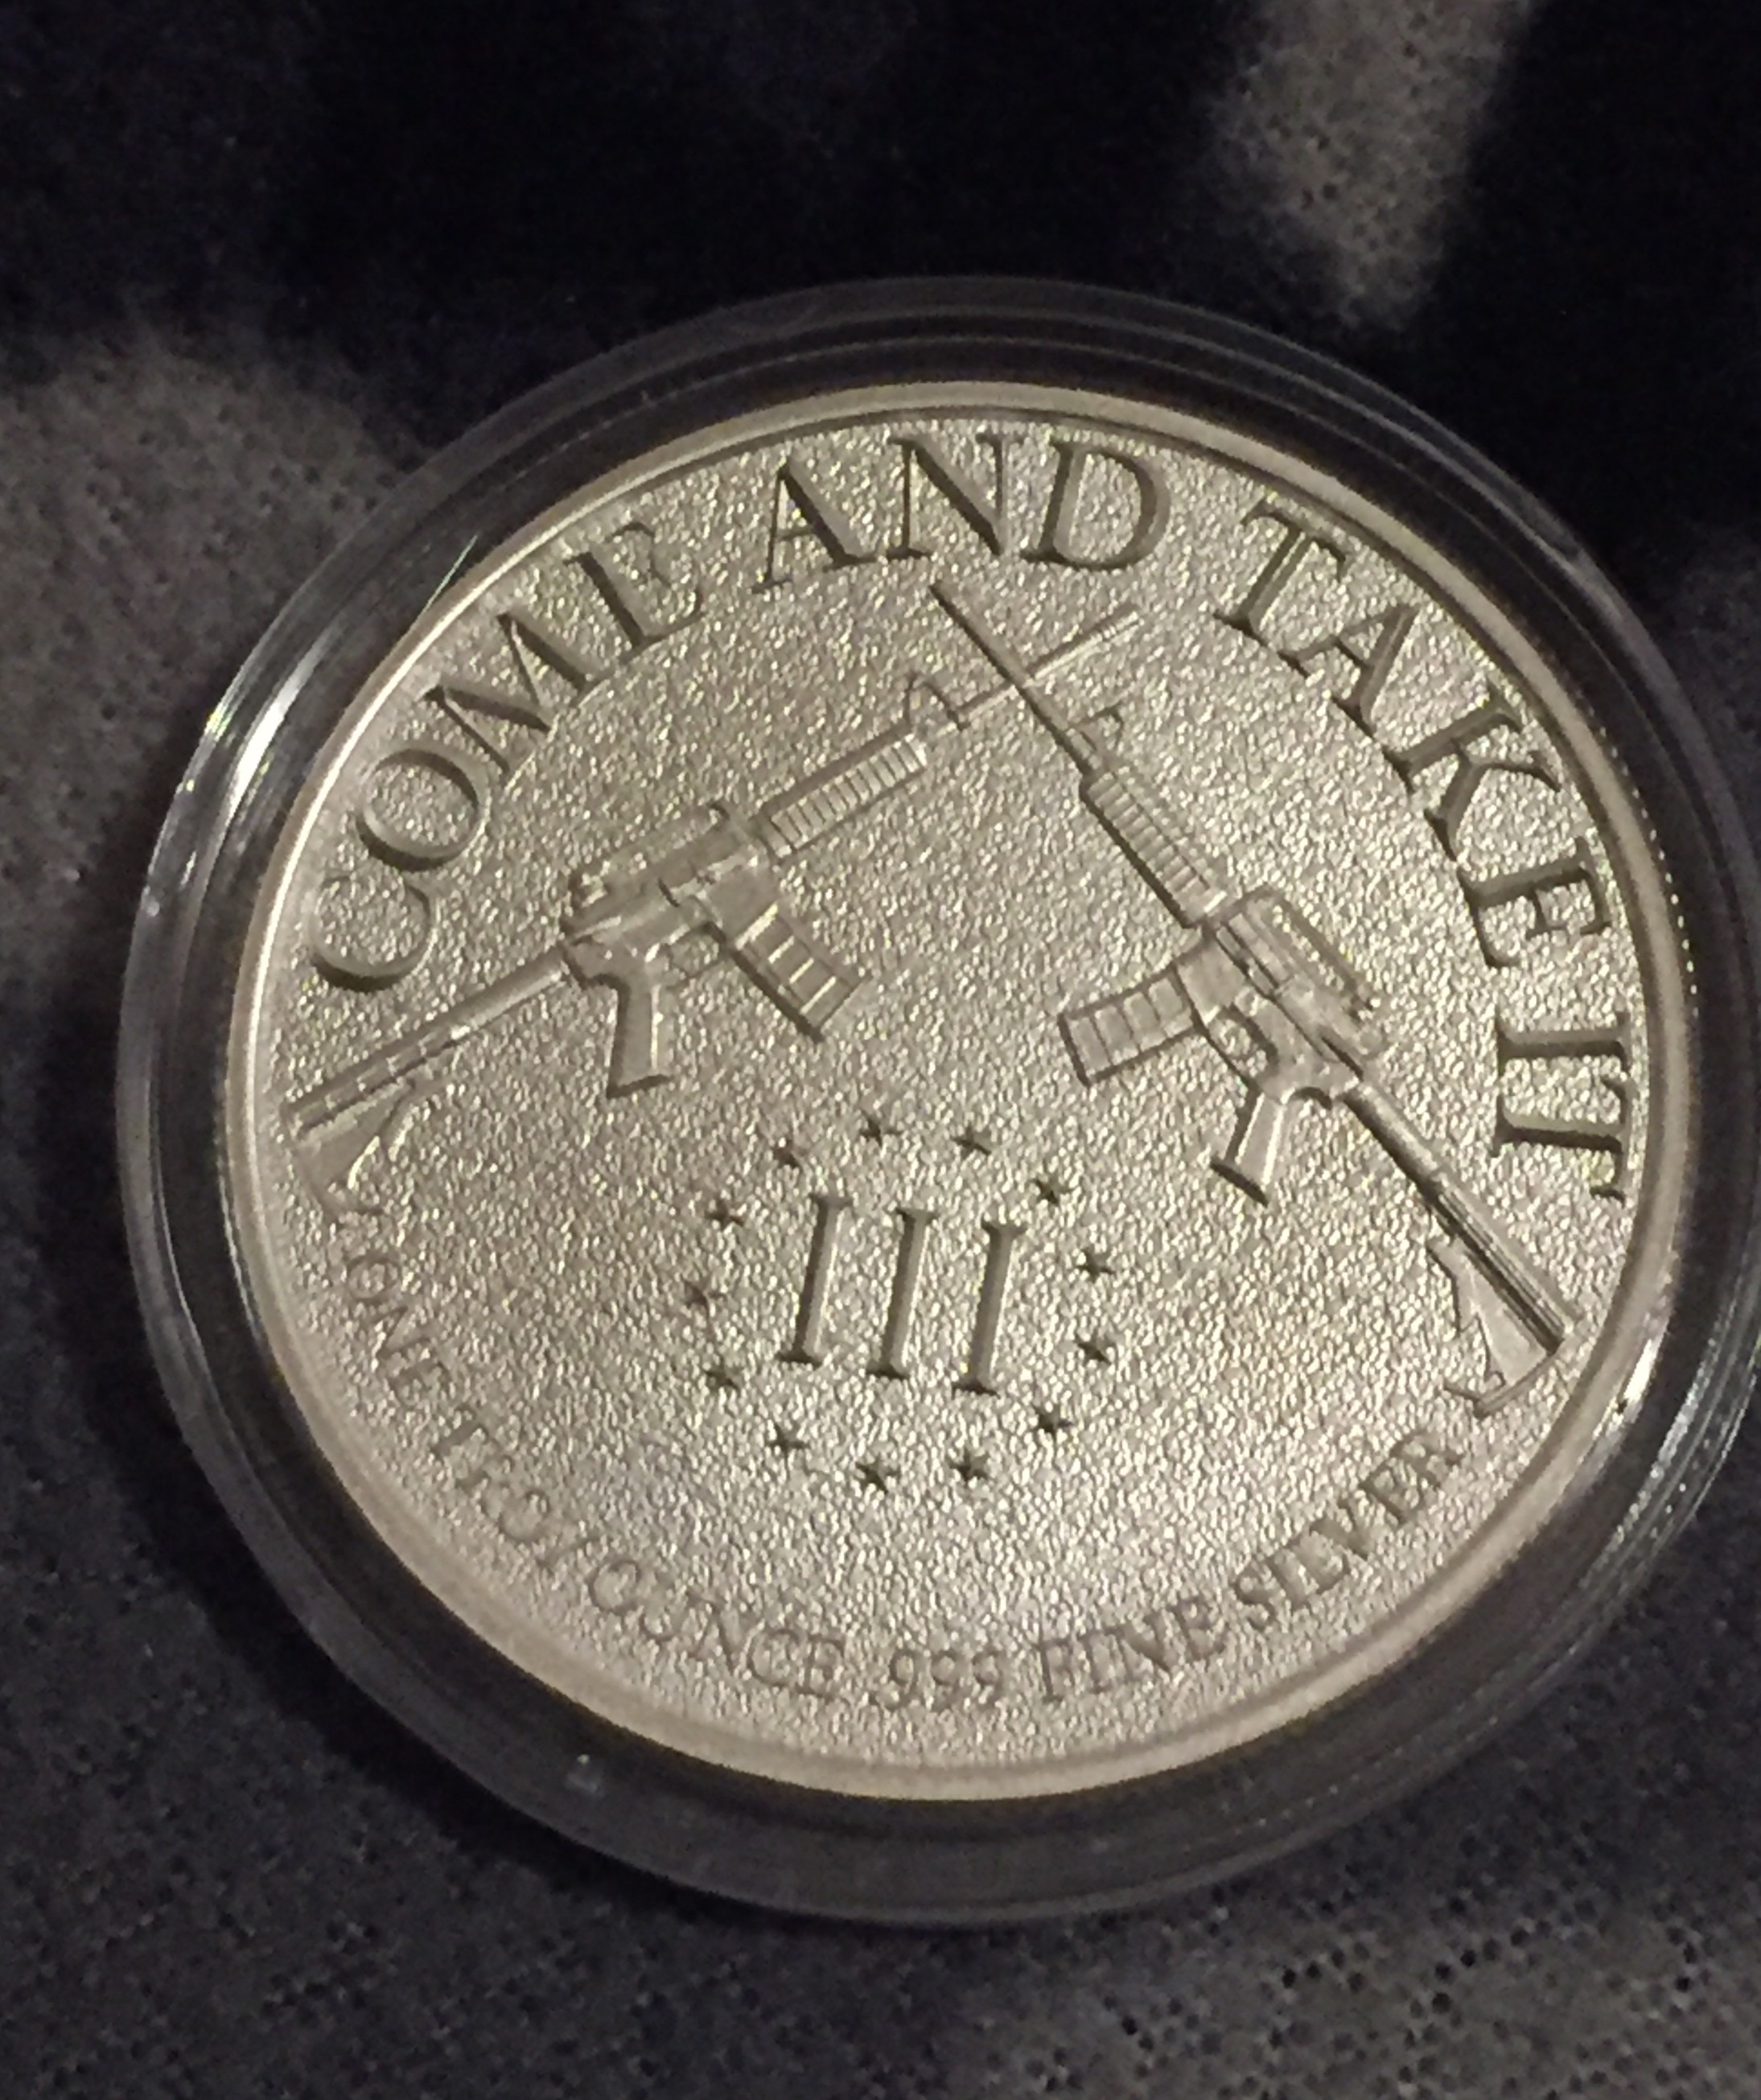 COME AND TAKE IT
III
ONE TROY OUNCE .999 FINE SILVER